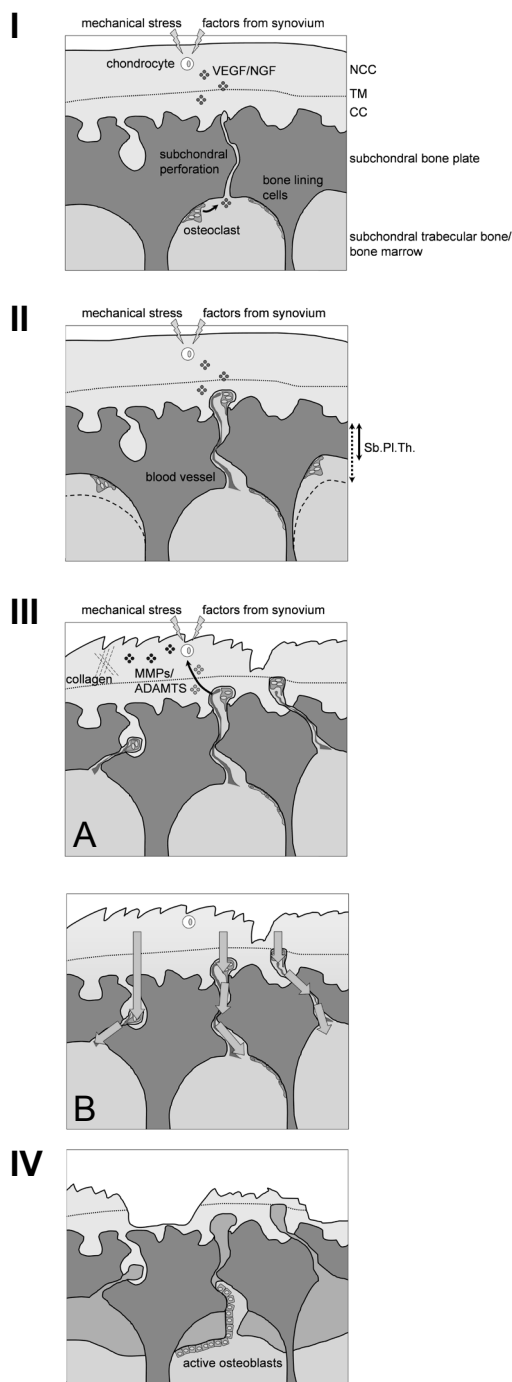 I
mechanical stress factors from synovium
chondrocyte
VEGF/NGF
NCC
TM
CC
subchondral
perforation
subchondral bone plate
bone lining
cells
osteoclast
subchondral trabecular bone/
bone marrow
II
mechanical stress factors from synovium
Sb.Pl.Th.
blood vessel
III
mechanical stress factors from synovium
collagen
MMPs/
ADAMTS
A
B
IV
active osteoblasts